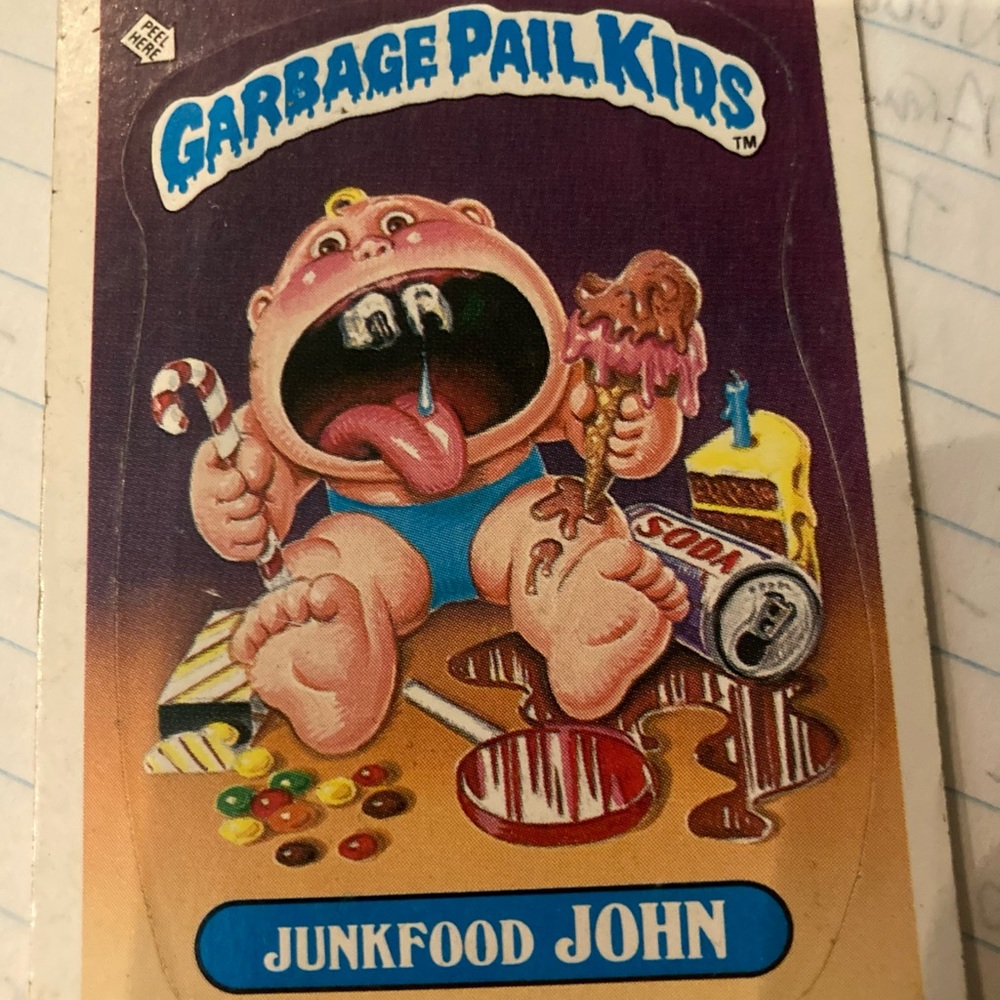 PEEL
HERE
GARBAGE PAIL KIDS
TM
SODA
JUNKFOOD JOHN